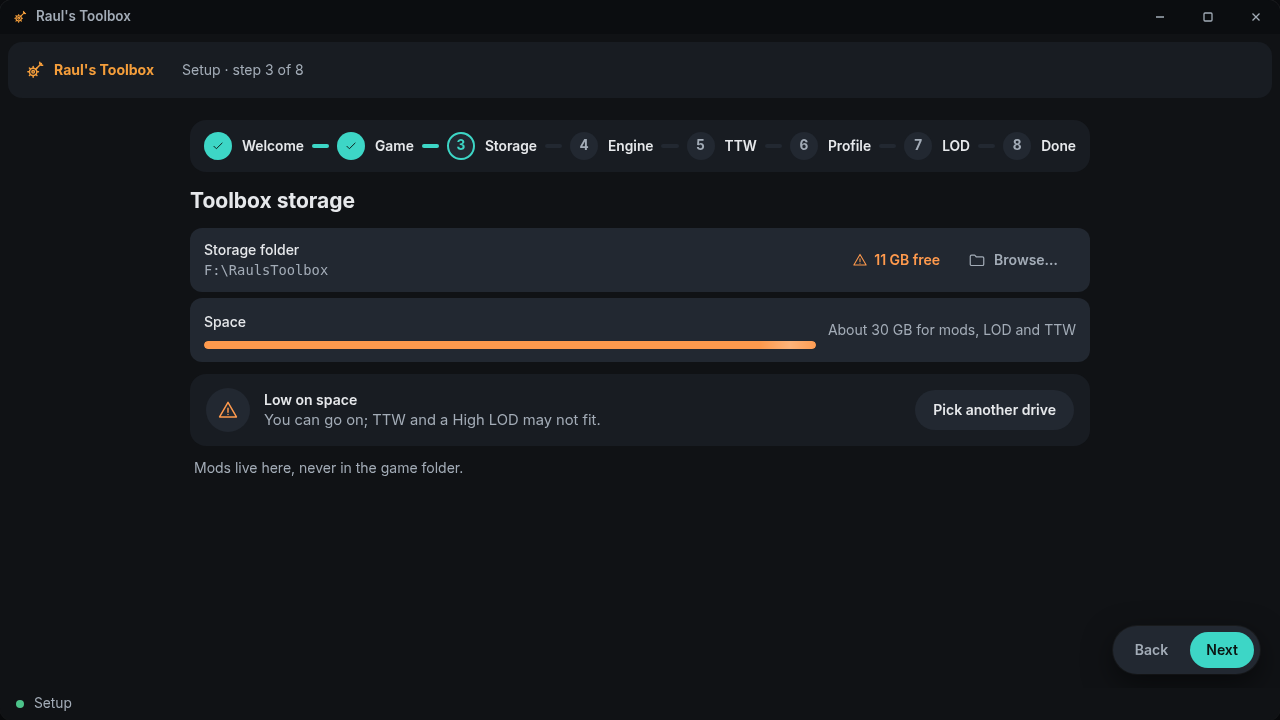 Raul's Toolbox
Raul's Toolbox
Setup · step 3 of 8
Welcome
Game
3 Storage
4 Engine
5 TTW
6 Profile
7 LOD
8 Done
Toolbox storage
Storage folder
F:\RaulsToolbox
11 GB free
Browse...
Space
About 30 GB for mods, LOD and TTW
Low on space
You can go on; TTW and a High LOD may not fit.
Pick another drive
Mods live here, never in the game folder.
Back
Next
Setup